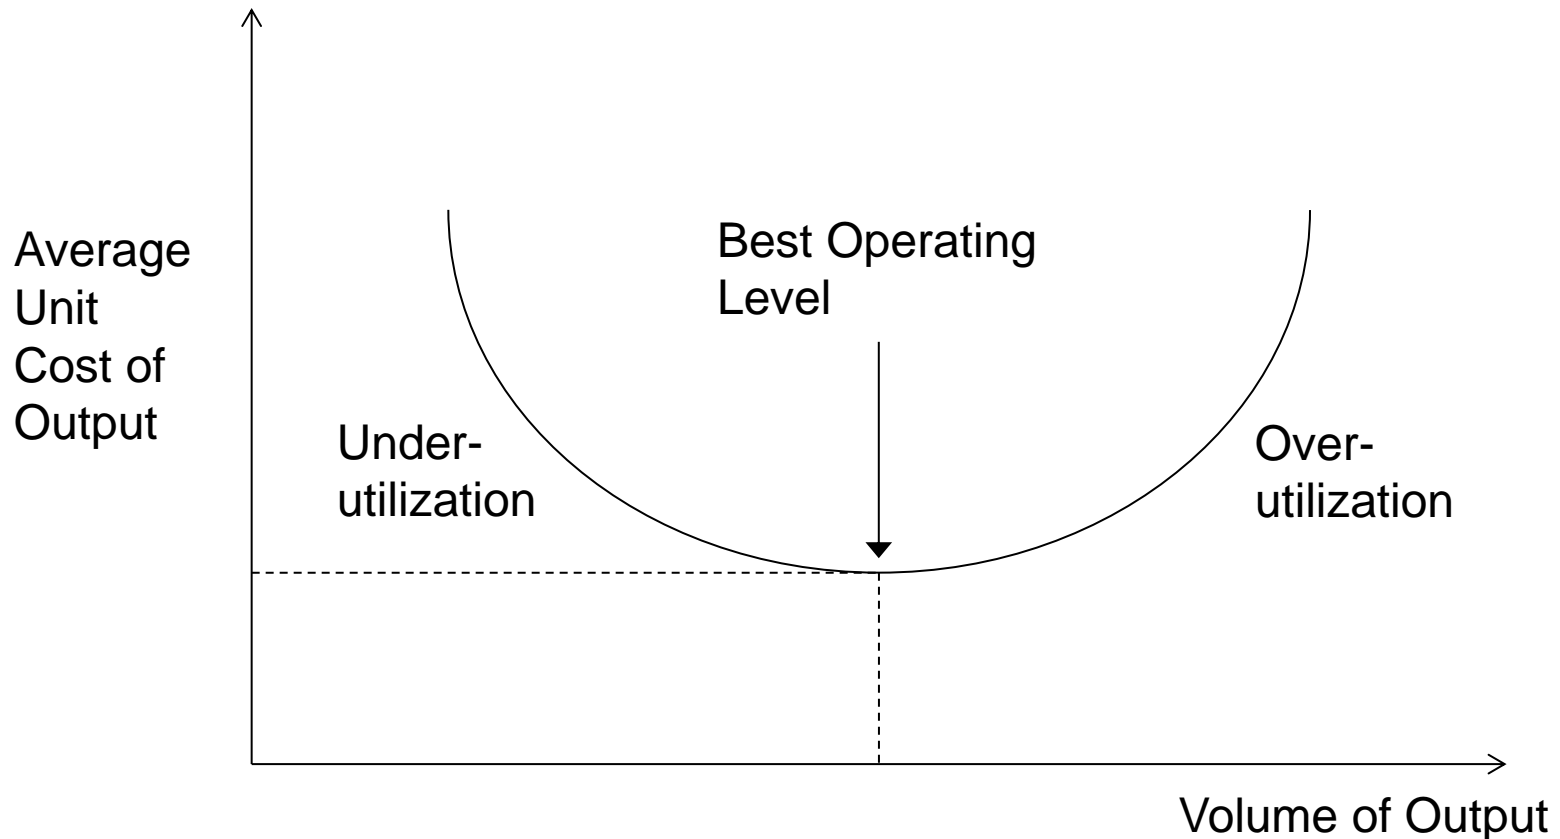 Average
Unit
Cost of
Output
Best Operating
Level
Under-
utilization
Over-
utilization
Volume of Output